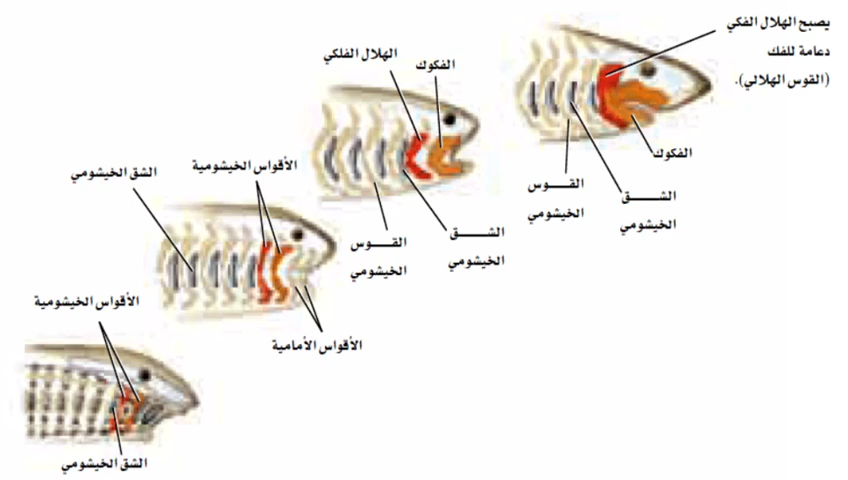 يصبح الهلال الفكي
دعامة للفك
(القوس الهلالي).
الفكوك
القـــوس
الخيشومي
الشـــق
الخيشومي
الهلال الفلكي
الفكوك
القـــوس
الخيشومي
الشـــق
الخيشومي
الشق الخيشومي
الأقواس الخيشومية
الأقواس الأمامية
الأقواس الخيشومية
الشق الخيشومي